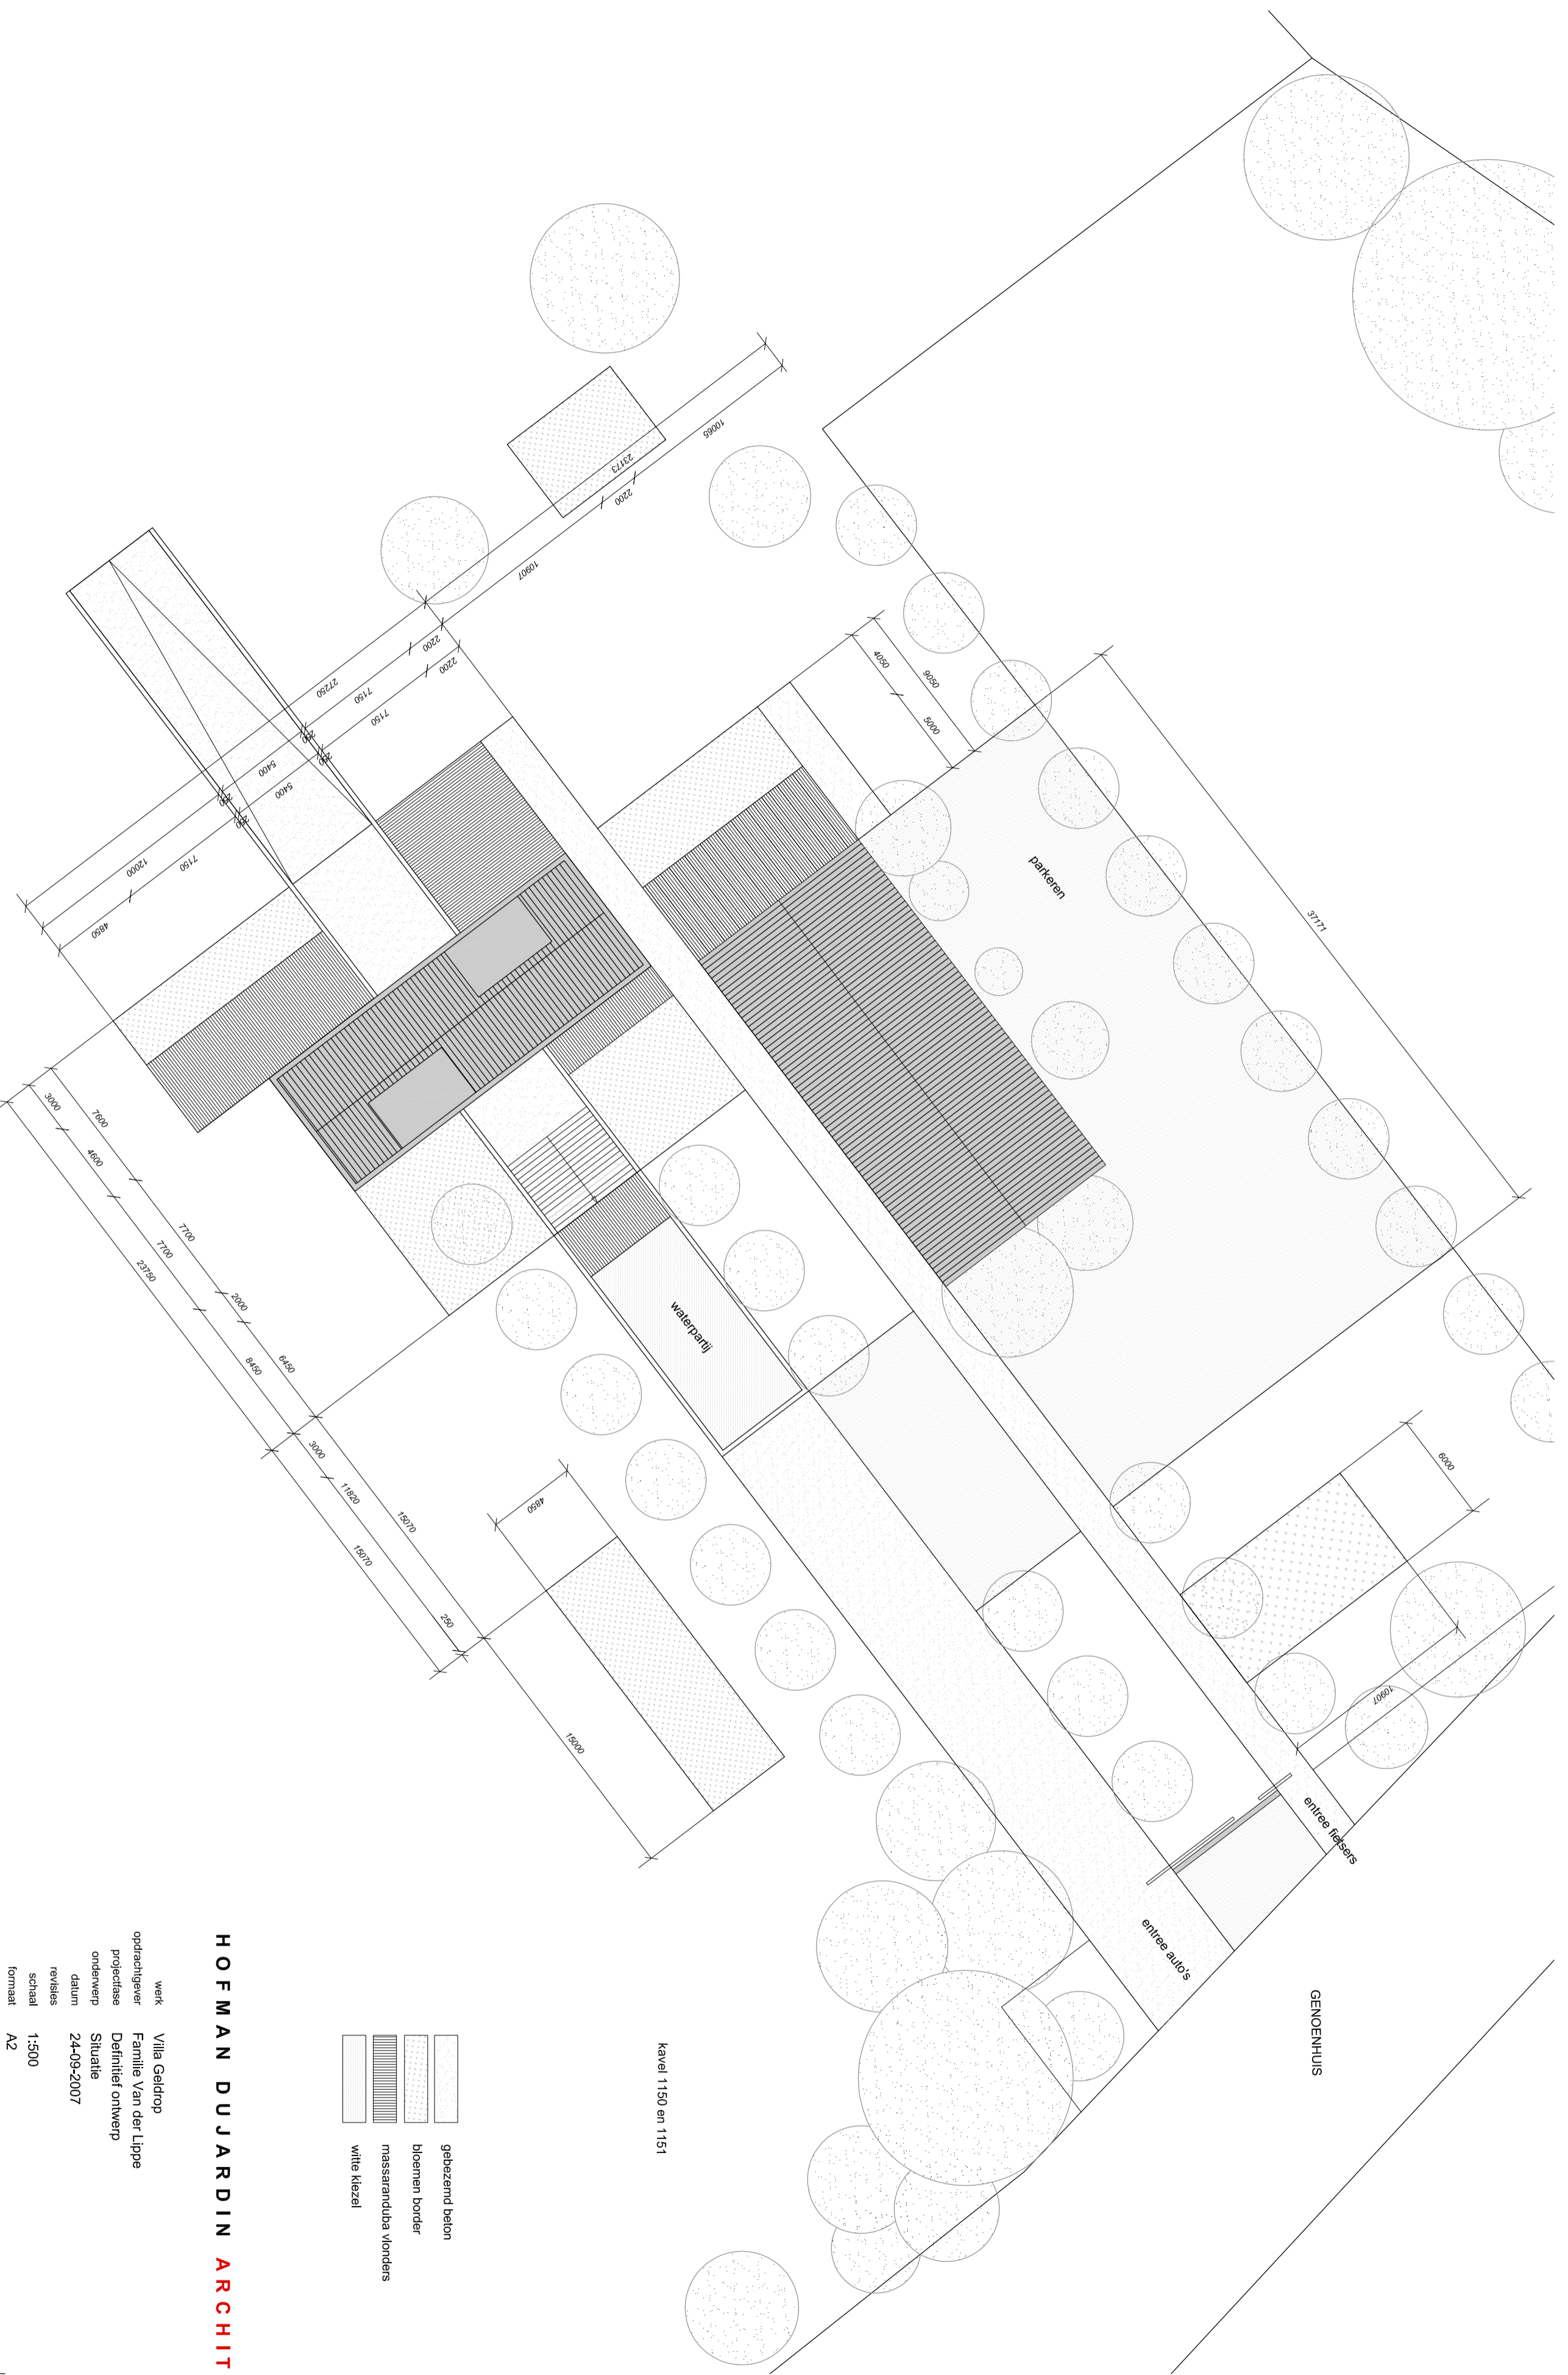 parkeren
waterpartij
entree fietsers
entree auto's
GENOENHUIS
kavel 1150 en 1151
gebezemd beton
bloemen border
massaranduba vlonders
witte kiezel
HOFMAN DUJARDIN ARCHIT
werk Villa Geldrop
opdrachtgever Familie Van der Lippe
projectfase Definitief ontwerp
onderwerp Situatie
datum 24-09-2007
revisies
schaal 1:500
formaat A2
10065
23173
2200
10907
2200
2200
27250
7150
7150
5400
5400
12000
7150
4850
4050
9050
5000
37171
3000
7600
4600
7700
7700
23750
2000
8450
6450
3000
11820
15070
15070
250
4850
15000
6000
10907